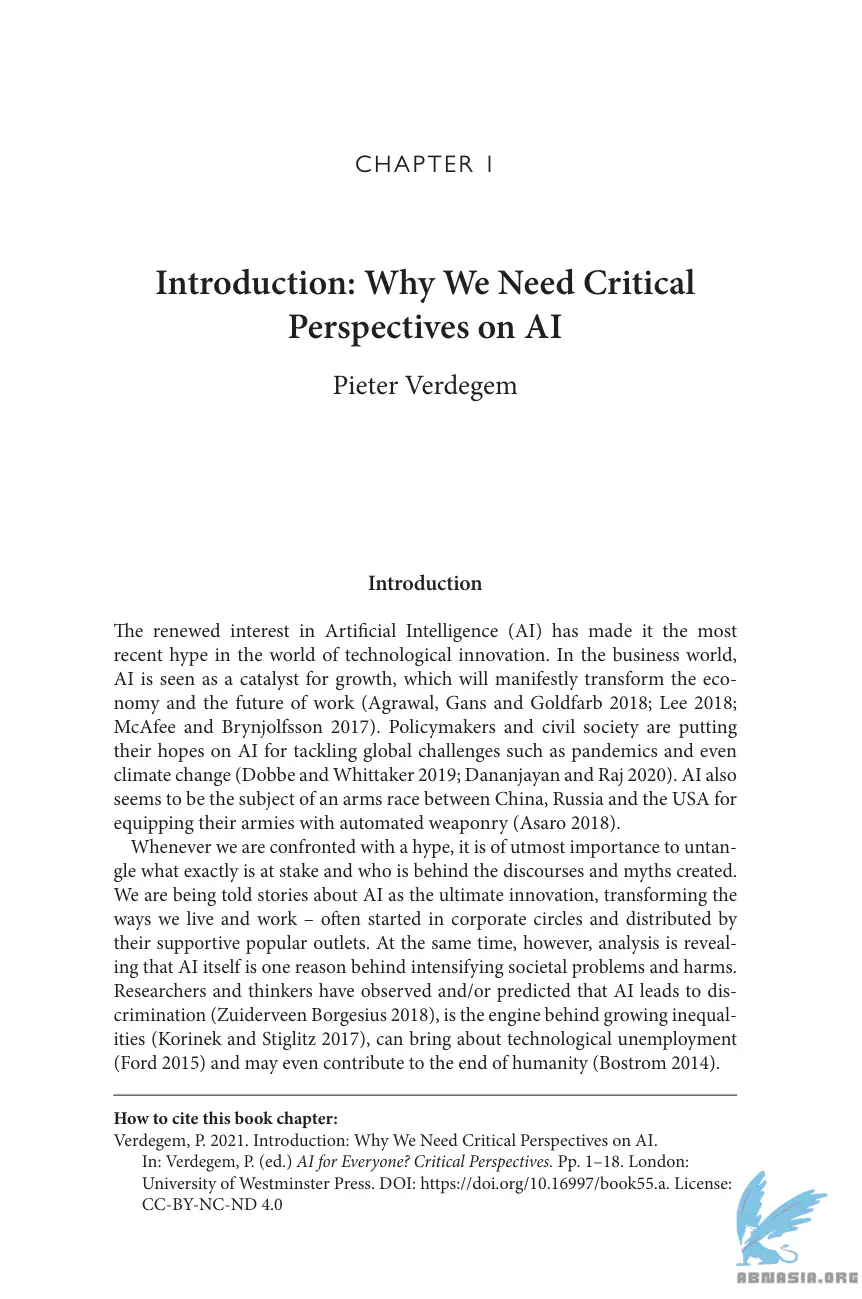 CHAPTER 1
Introduction: Why We Need Critical
Perspectives on AI
Pieter Verdegem
Introduction
The renewed interest in Artificial Intelligence (AI) has made it the most
recent hype in the world of technological innovation. In the business world,
AI is seen as a catalyst for growth, which will manifestly transform the eco-
nomy and the future of work (Agrawal, Gans and Goldfarb 2018; Lee 2018;
McAfee and Brynjolfsson 2017). Policymakers and civil society are putting
their hopes on AI for tackling global challenges such as pandemics and even
climate change (Dobbe and Whittaker 2019; Dananjayan and Raj 2020). AI also
seems to be the subject of an arms race between China, Russia and the USA for
equipping their armies with automated weaponry (Asaro 2018).
Whenever we are confronted with a hype, it is of utmost importance to untan-
gle what exactly is at stake and who is behind the discourses and myths created.
We are being told stories about AI as the ultimate innovation, transforming the
ways we live and work – often started in corporate circles and distributed by
their supportive popular outlets. At the same time, however, analysis is reveal-
ing that AI itself is one reason behind intensifying societal problems and harms.
Researchers and thinkers have observed and/or predicted that AI leads to dis-
crimination (Zuiderveen Borgesius 2018), is the engine behind growing inequal-
ities (Korinek and Stiglitz 2017), can bring about technological unemployment
(Ford 2015) and may even contribute to the end of humanity (Bostrom 2014).
How to cite this book chapter:
Verdegem, P. 2021. Introduction: Why We Need Critical Perspectives on AI.
In: Verdegem, P. (ed.) AI for Everyone? Critical Perspectives. Pp. 1–18. London:
University of Westminster Press. DOI: https://doi.org/10.16997/book55.a. License:
CC-BY-NC-ND 4.0
ABNASIA.ORG